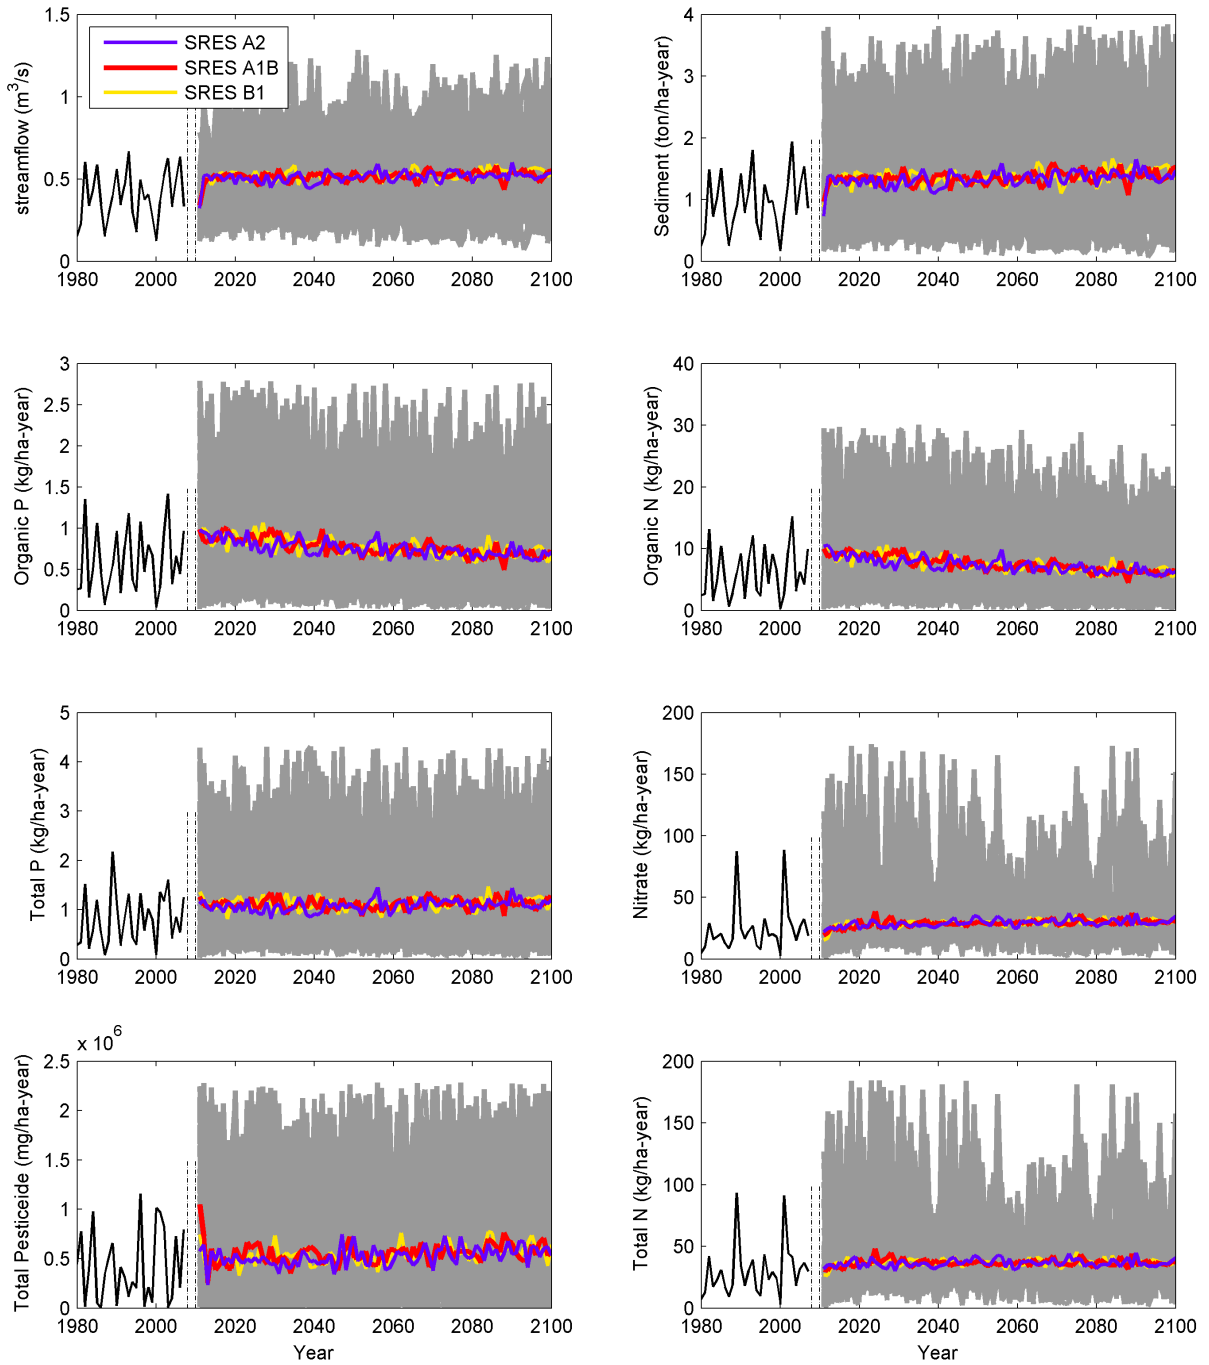 1.5
1
0.5
0
streamflow (m3/s)
SRES A2
SRES A1B
SRES B1
1980 2000 2020 2040 2060 2080 2100
4
3
2
1
0
Sediment (ton/ha-year)
1980 2000 2020 2040 2060 2080 2100
3
2.5
2
1.5
1
0.5
0
Organic P (kg/ha-year)
1980 2000 2020 2040 2060 2080 2100
40
30
20
10
0
Organic N (kg/ha-year)
1980 2000 2020 2040 2060 2080 2100
5
4
3
2
1
0
Total P (kg/ha-year)
1980 2000 2020 2040 2060 2080 2100
200
150
100
50
0
Nitrate (kg/ha-year)
1980 2000 2020 2040 2060 2080 2100
x 10^6
2.5
2
1.5
1
0.5
0
Total Pesticeide (mg/ha-year)
1980 2000 2020 2040 2060 2080 2100
Year
200
150
100
50
0
Total N (kg/ha-year)
1980 2000 2020 2040 2060 2080 2100
Year